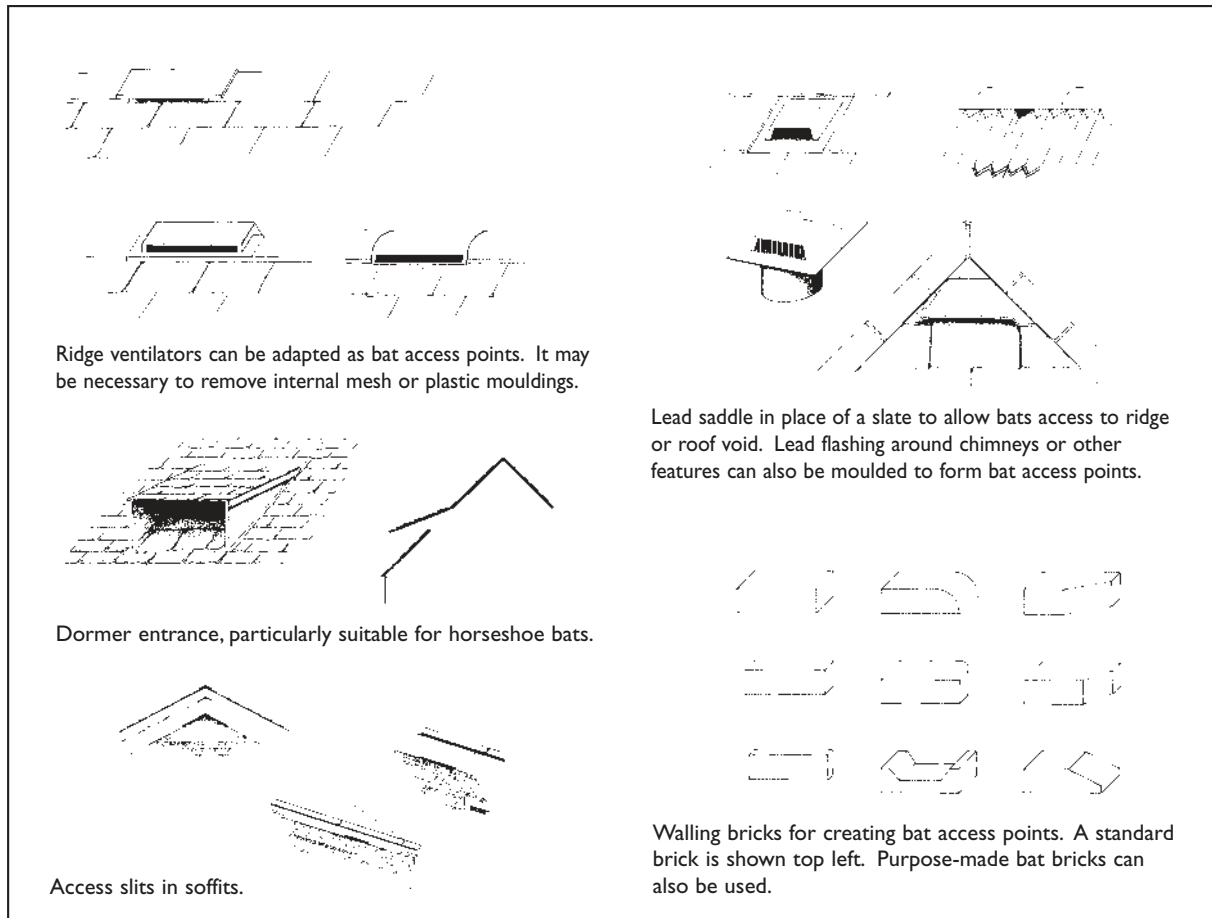 Ridge ventilators can be adapted as bat access points. It may
be necessary to remove internal mesh or plastic mouldings.
Dormer entrance, particularly suitable for horseshoe bats.
Access slits in soffits.
Lead saddle in place of a slate to allow bats access to ridge
or roof void. Lead flashing around chimneys or other
features can also be moulded to form bat access points.
Walling bricks for creating bat access points. A standard
brick is shown top left. Purpose-made bat bricks can
also be used.